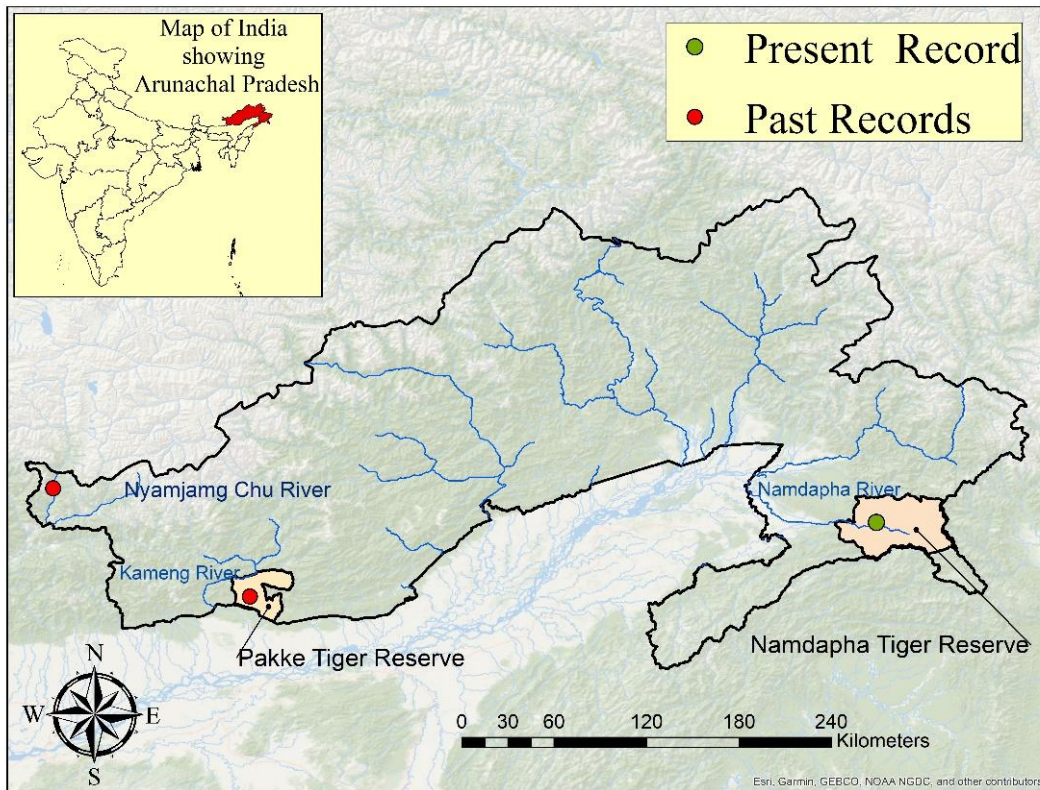 Map of India
showing
Arunachal Pradesh
Present Record
Past Records
Nyamjamg Chu River
Namdapha River
Kameng River
Pakke Tiger Reserve
Namdapha Tiger Reserve
N
W
E
S
0 30 60 120 180 240
Kilometers
Esri, Garmin, GEBCO, NOAA NGDC, and other contributors